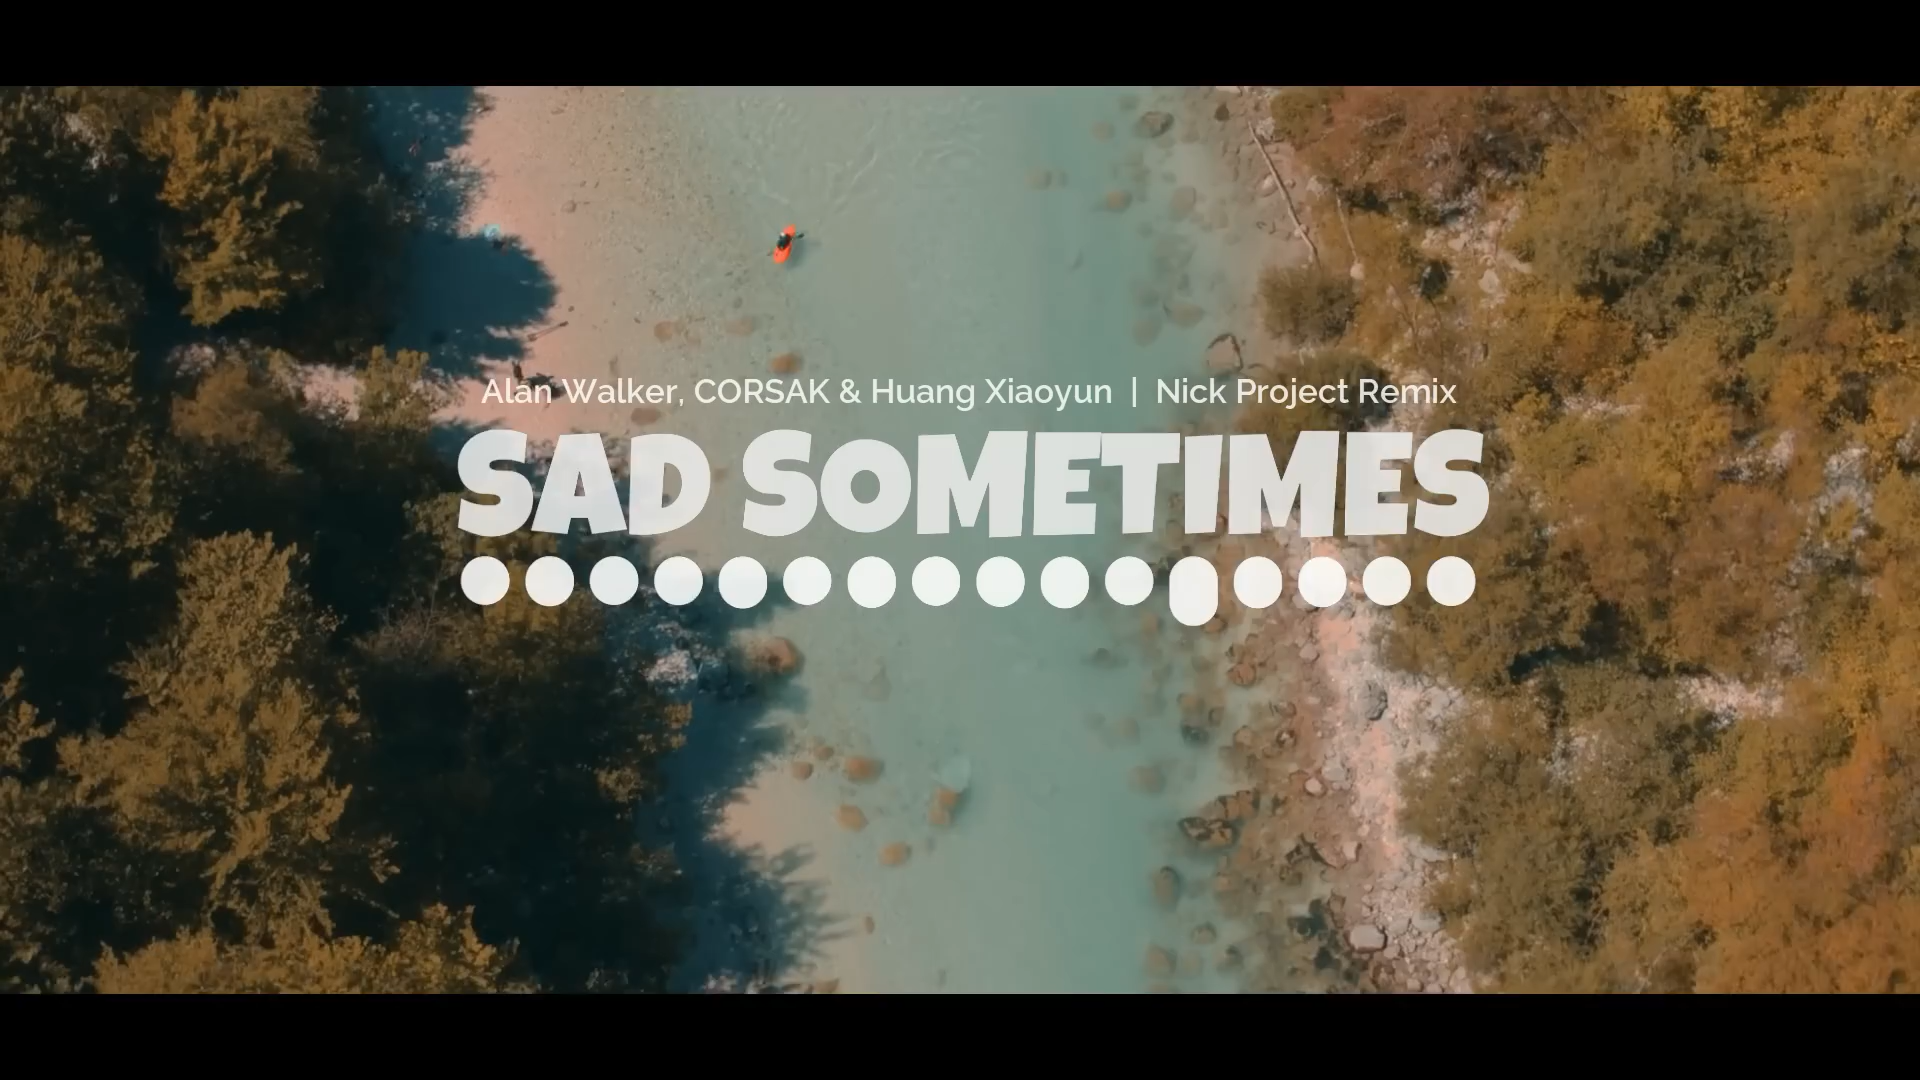 Alan Walker, CORSAK & Huang Xiaoyun | Nick Project Remix
SAD SOMETIMES